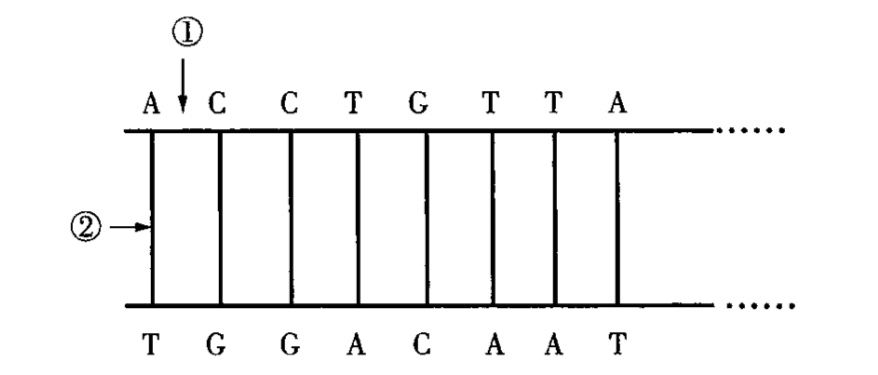 ①
A C C T G T T A
②
T G G A C A A T